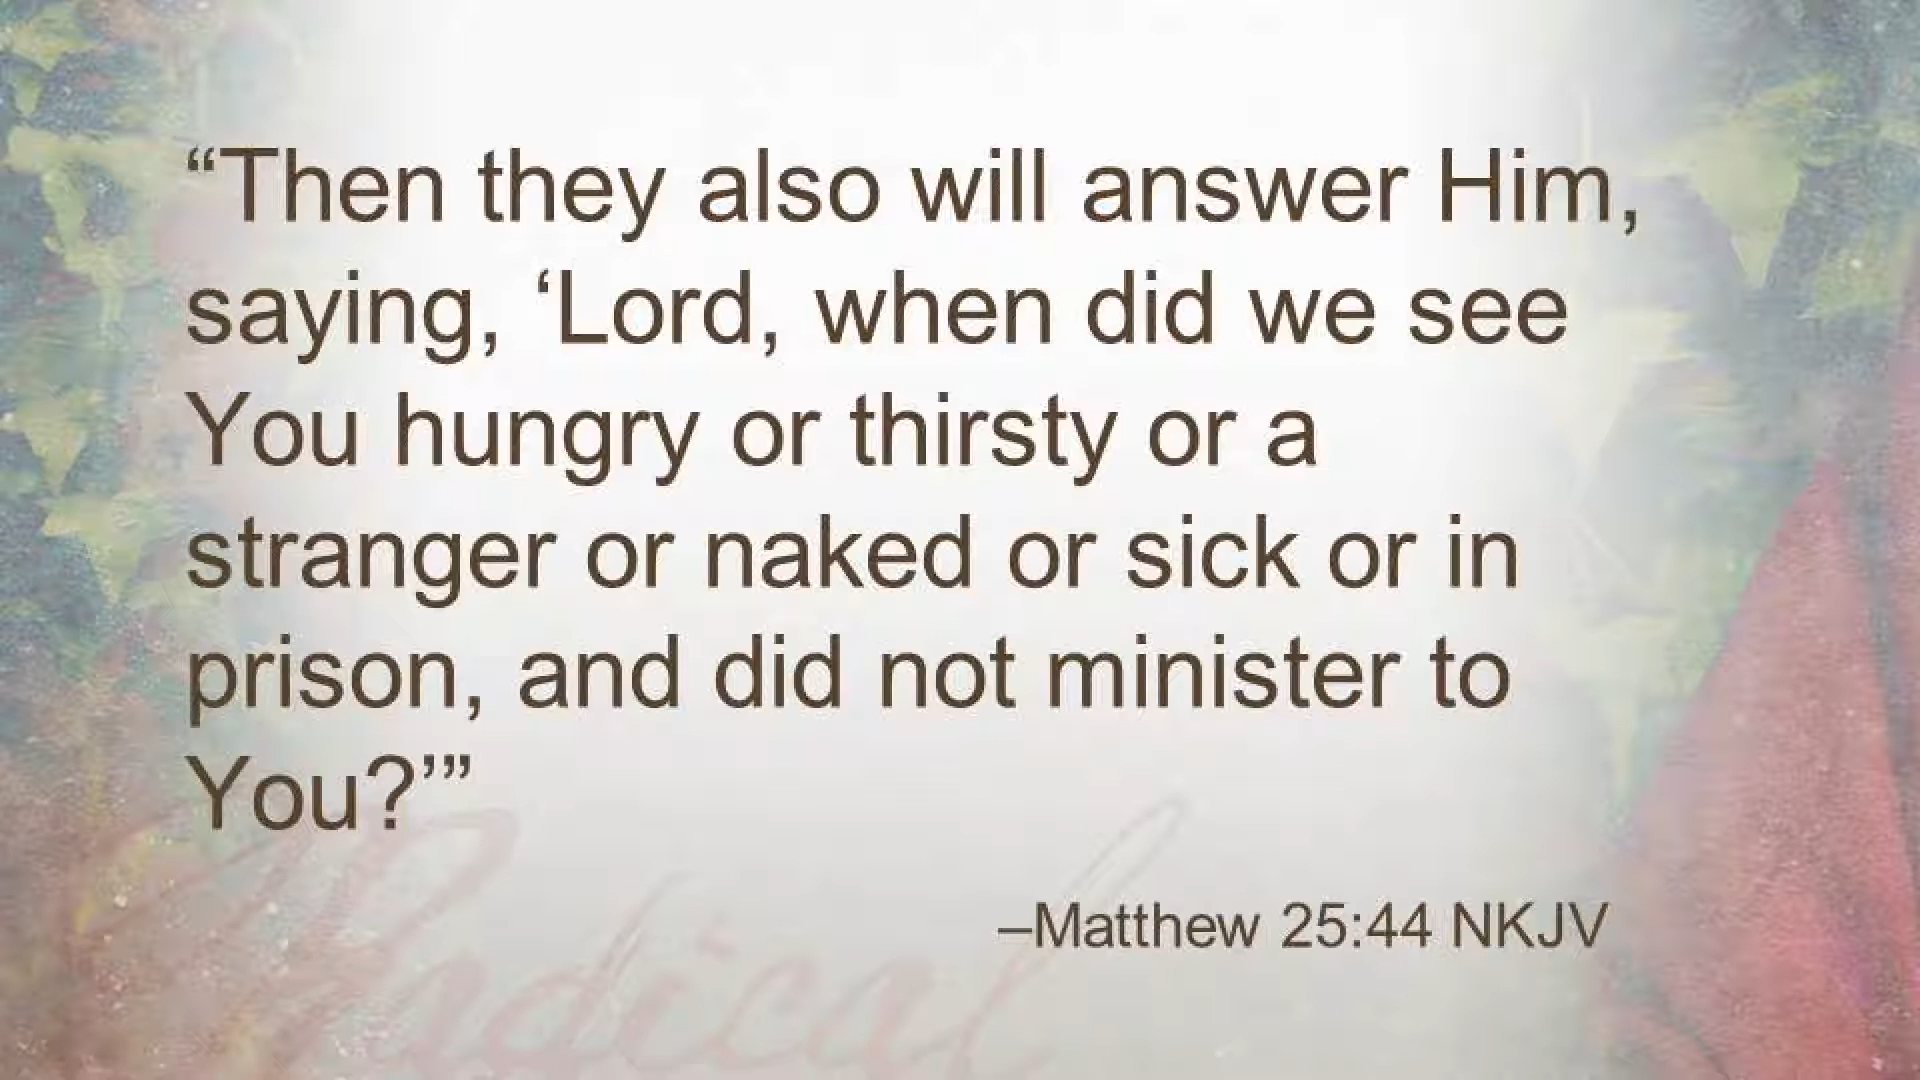 “Then they also will answer Him,
saying, ‘Lord, when did we see
You hungry or thirsty or a
stranger or naked or sick or in
prison, and did not minister to
You?’”
–Matthew 25:44 NKJV
Radical